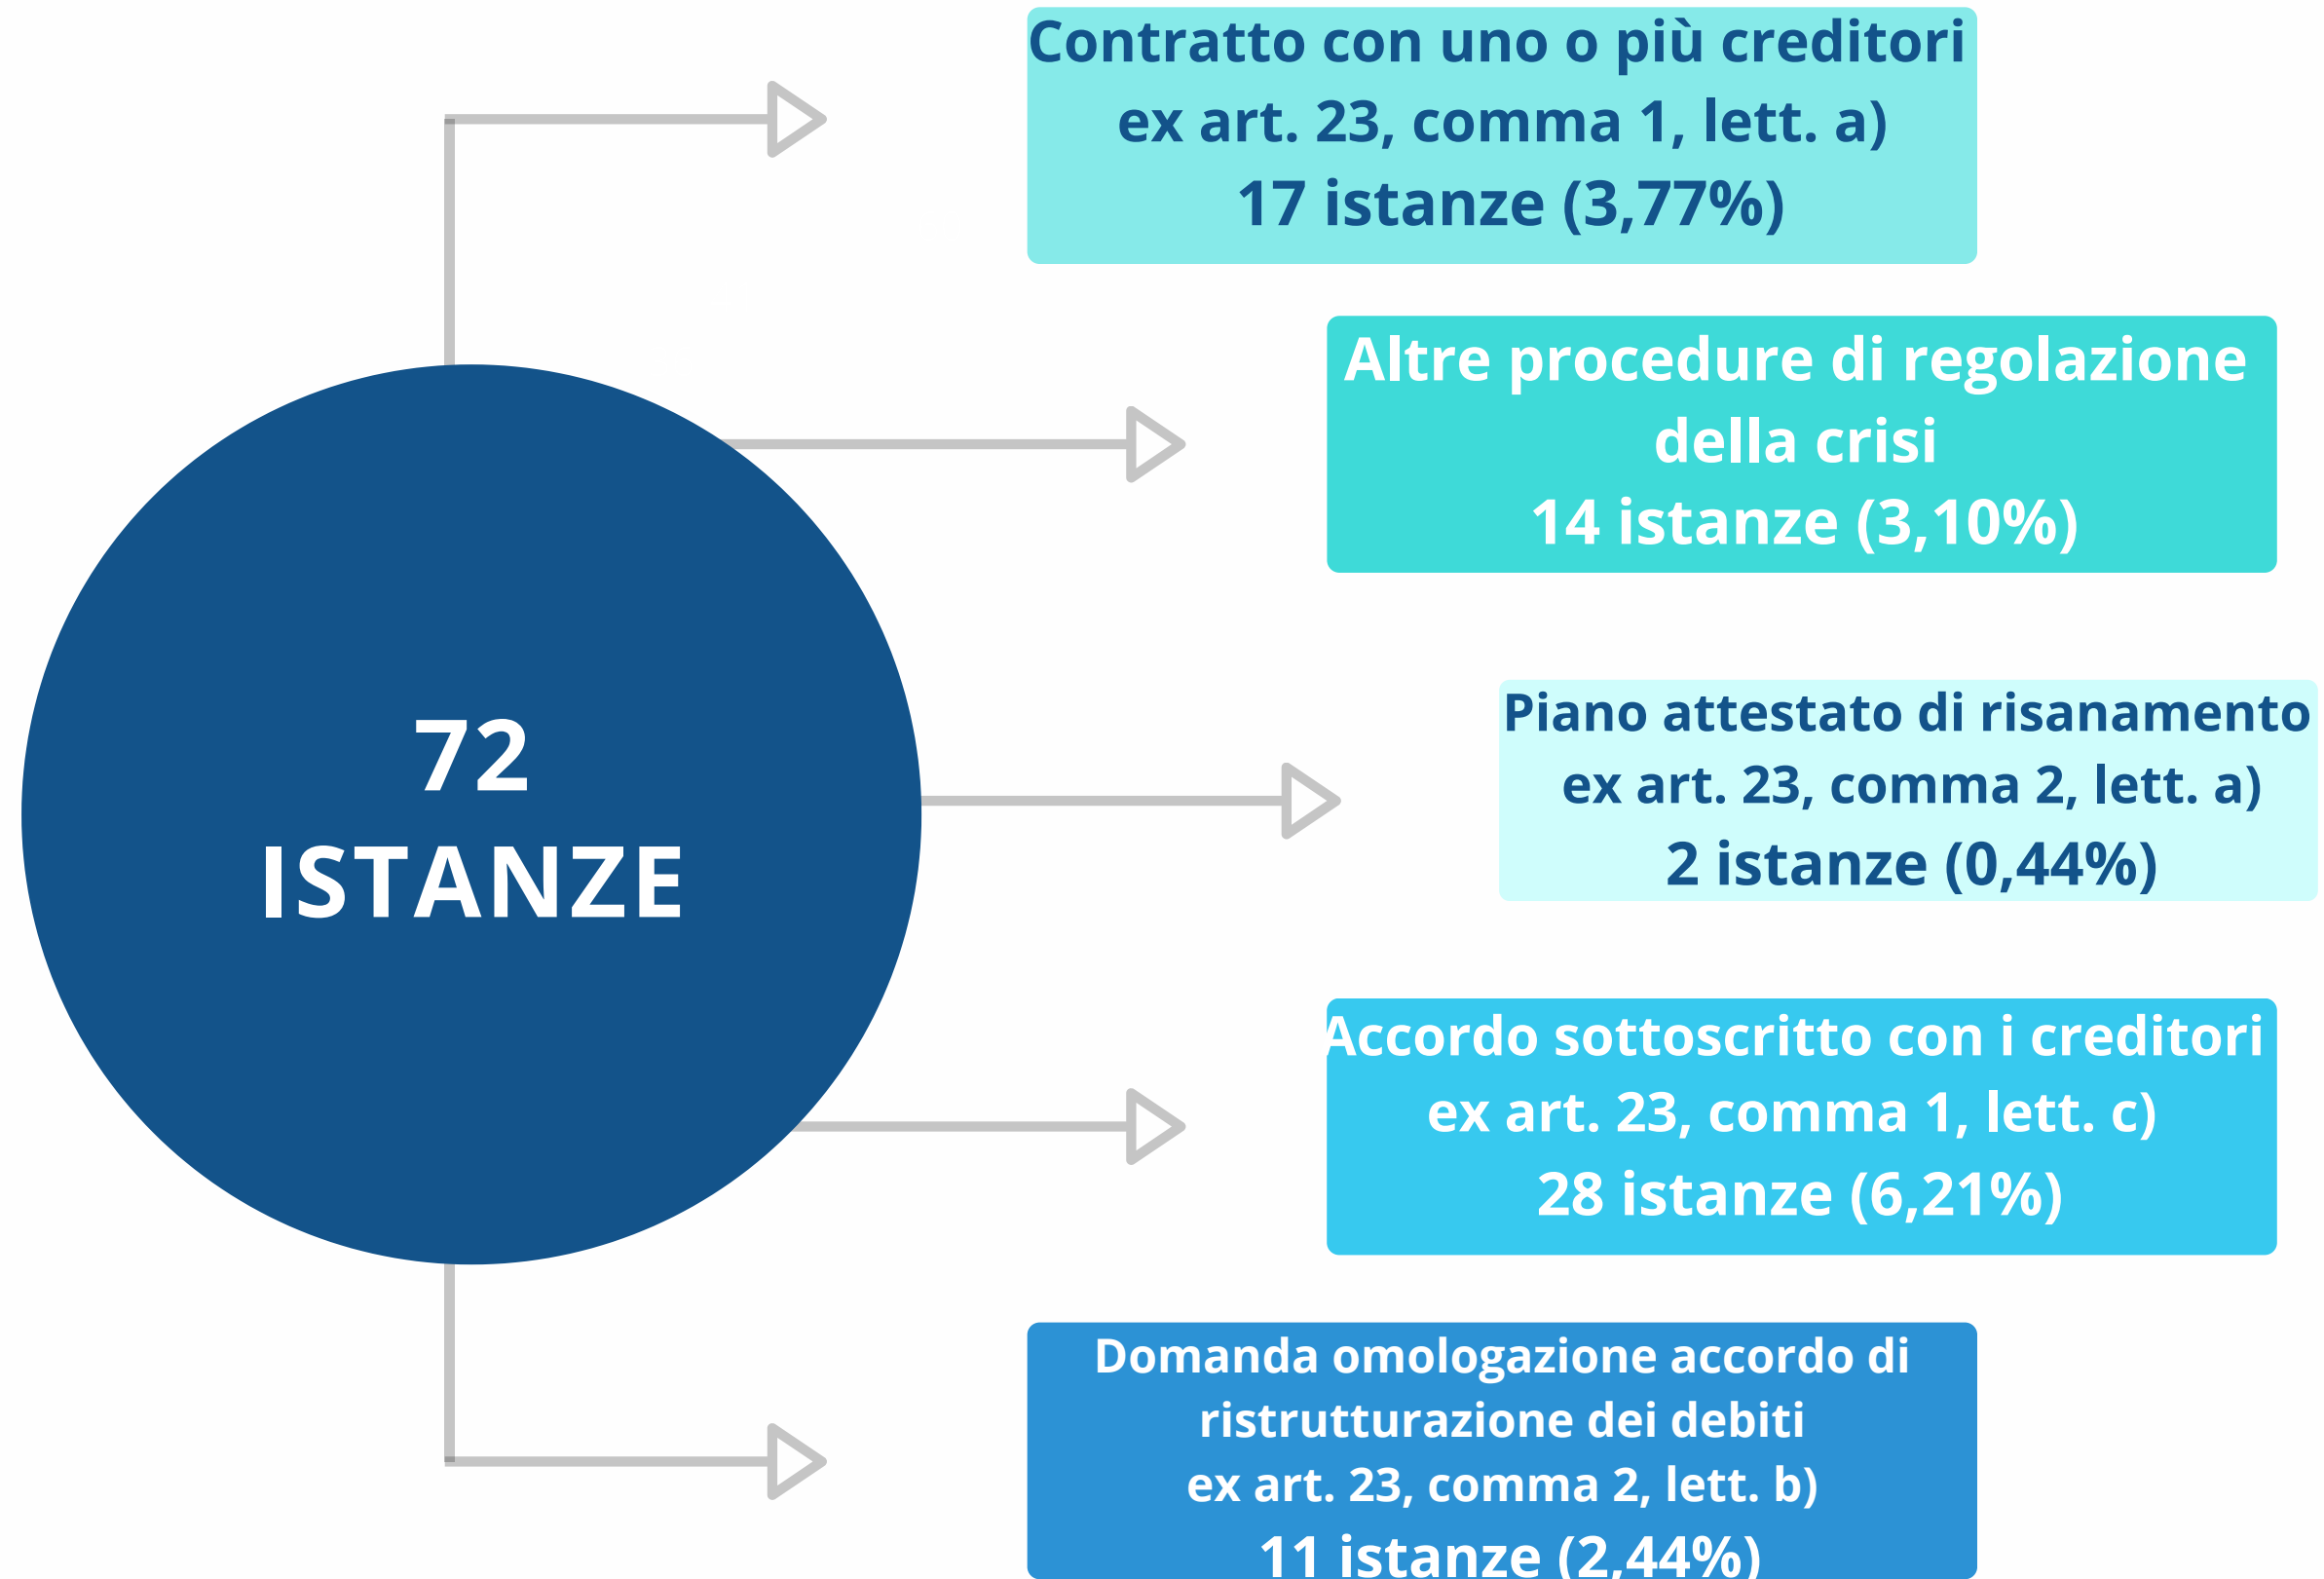 Contratto con uno o più creditori
ex art. 23, comma 1, lett. a)
17 istanze (3,77%)
Altre procedure di regolazione
della crisi
14 istanze (3,10%)
72
ISTANZE
Piano attestato di risanamento
ex art. 23, comma 2, lett. a)
2 istanze (0,44%)
Accordo sottoscritto con i creditori
ex art. 23, comma 1, lett. c)
28 istanze (6,21%)
Domanda omologazione accordo di
ristrutturazione dei debiti
ex art. 23, comma 2, lett. b)
11 istanze (2,44%)